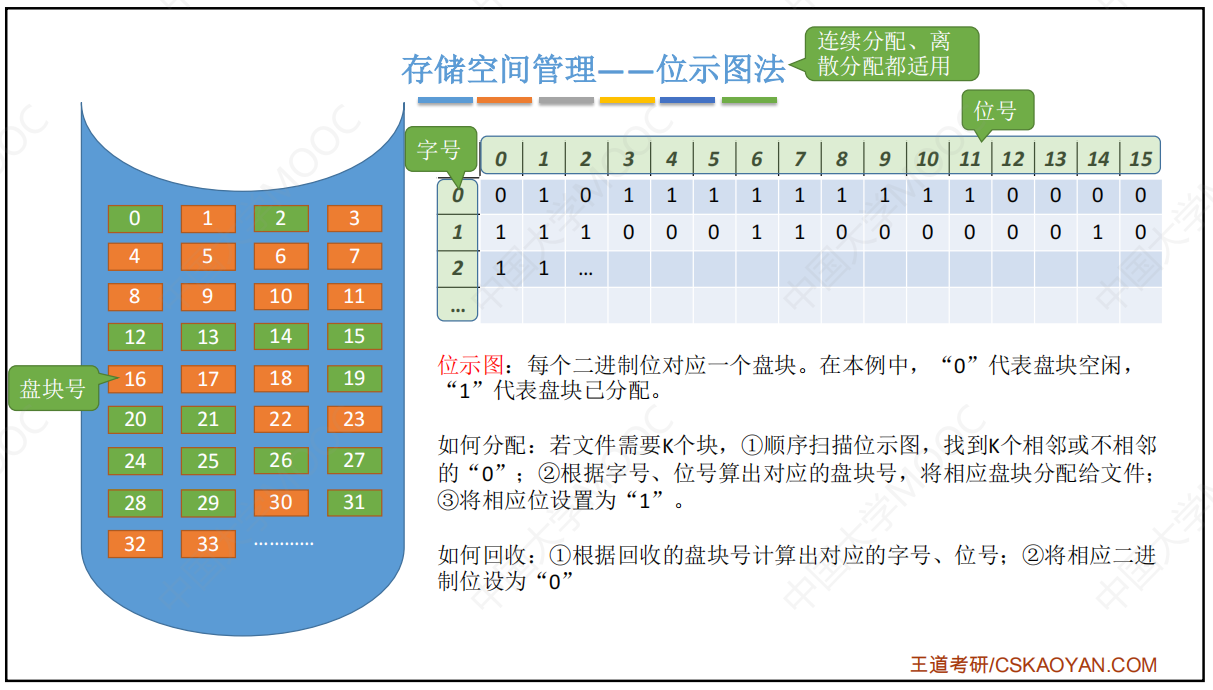 存储空间管理——位示图法
连续分配、离
散分配都适用
位号
字号
0 1 2 3 4 5 6 7 8 9 10 11 12 13 14 15
0 0 1 0 1 1 1 1 1 1 1 1 1 0 0 0 0
1 1 1 1 0 0 0 1 1 0 0 0 0 0 0 1 0
2 1 1 …
…
0 1 2 3
4 5 6 7
8 9 10 11
12 13 14 15
盘块号
16 17 18 19
20 21 22 23
24 25 26 27
28 29 30 31
32 33 …………
位示图：每个二进制位对应一个盘块。在本例中，“0”代表盘块空闲，
“1”代表盘块已分配。
如何分配：若文件需要K个块，①顺序扫描位示图，找到K个相邻或不相邻
的“0”；②根据字号、位号算出对应的盘块号，将相应盘块分配给文件；
③将相应位设置为“1”。
如何回收：①根据回收的盘块号计算出对应的字号、位号；②将相应二进
制位设为“0”
王道考研/CSKAOYAN.COM
中国大学MOOC